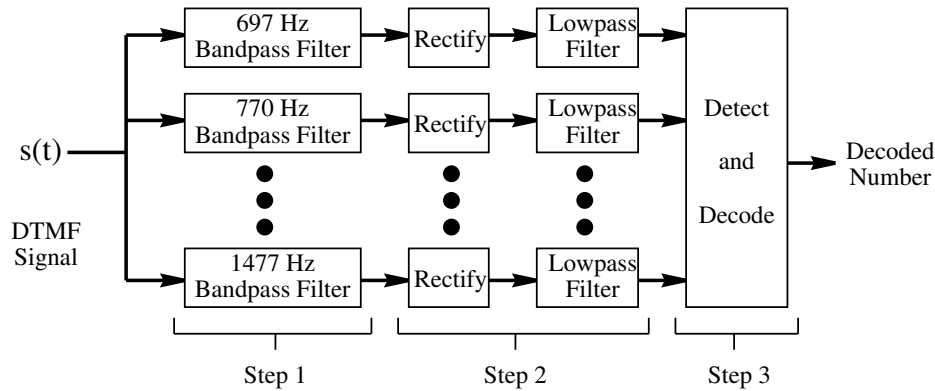 697 Hz
Bandpass Filter
Rectify
Lowpass
Filter
770 Hz
Bandpass Filter
Rectify
Lowpass
Filter
Detect
and
Decode
s(t)
Decoded
Number
DTMF
Signal
1477 Hz
Bandpass Filter
Rectify
Lowpass
Filter
Step 1
Step 2
Step 3